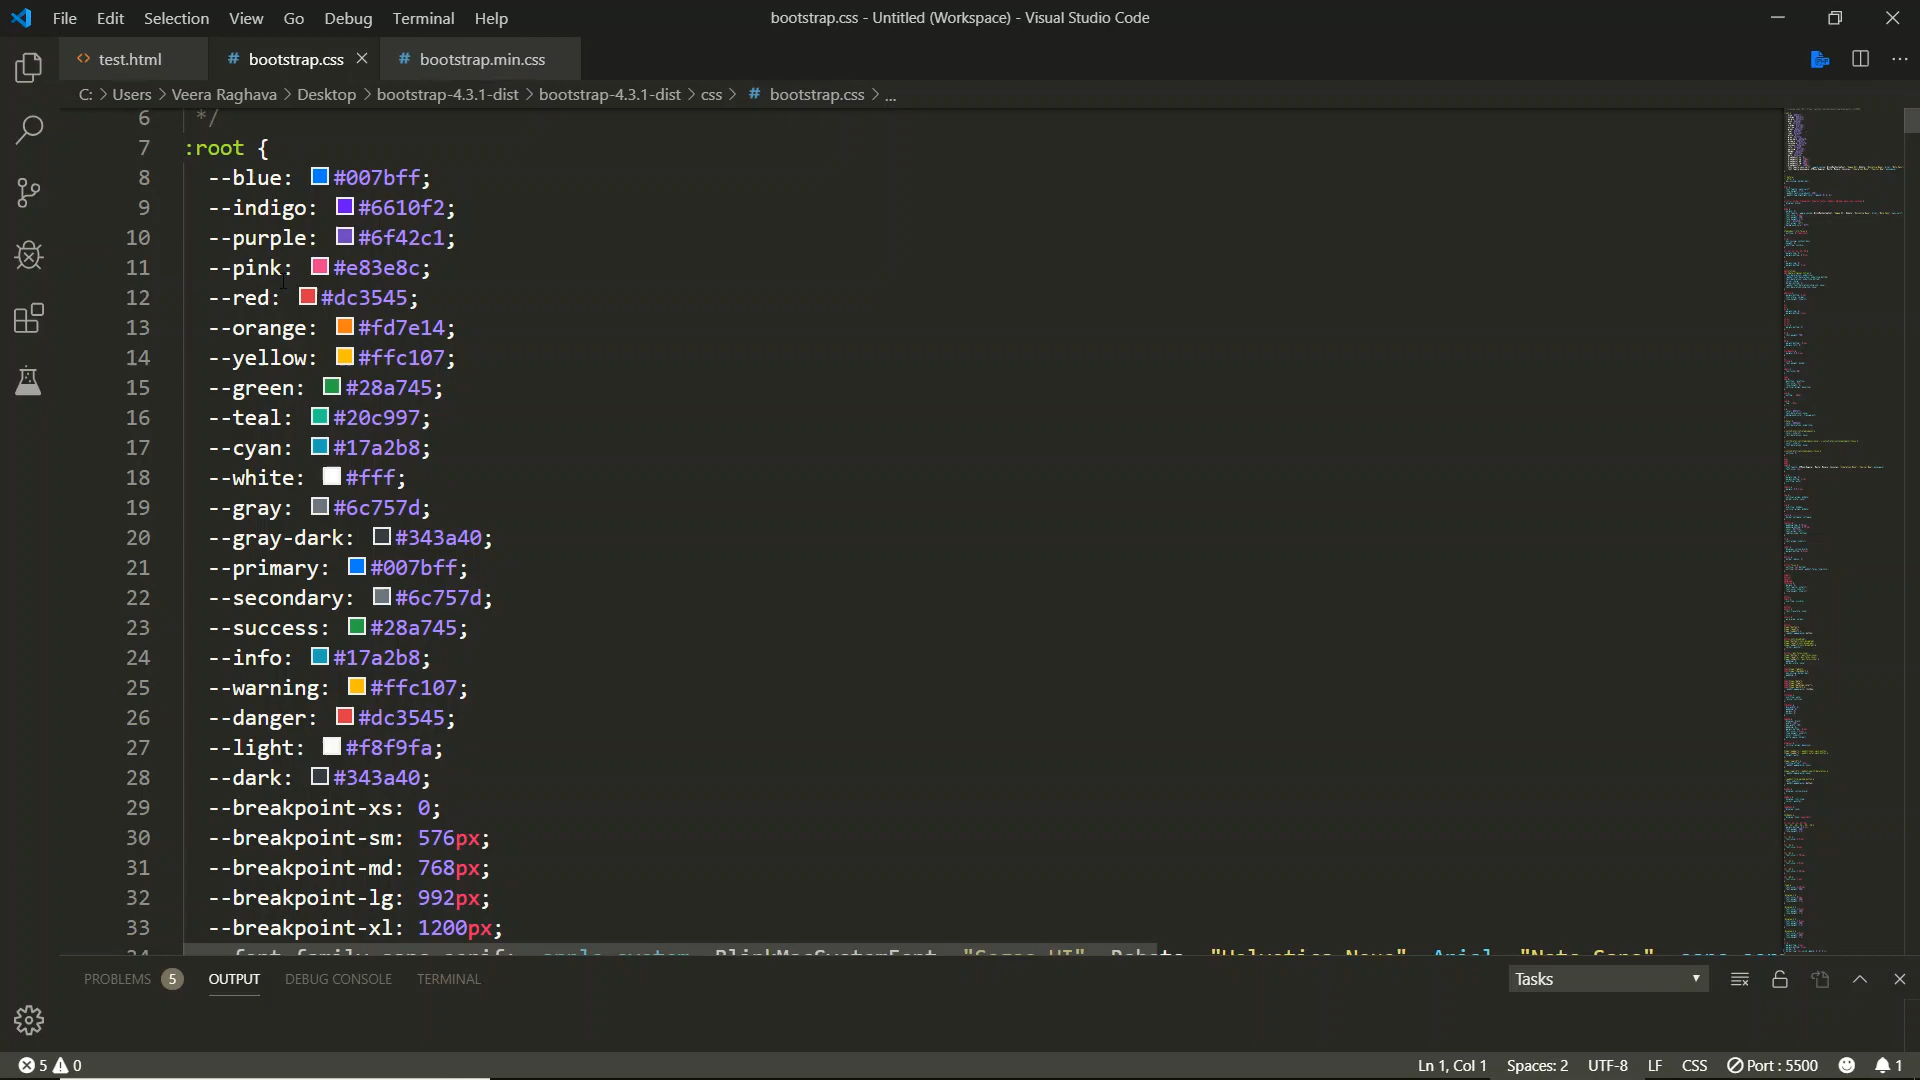 File Edit Selection View Go Debug Terminal Help bootstrap.css - Untitled (Workspace) - Visual Studio Code
test.html # bootstrap.css # bootstrap.min.css
C: > Users > Veera Raghava > Desktop > bootstrap-4.3.1-dist > bootstrap-4.3.1-dist > css > # bootstrap.css > ...
6 */
7 :root {
8 --blue: #007bff;
9 --indigo: #6610f2;
10 --purple: #6f42c1;
11 --pink: #e83e8c;
12 --red: #dc3545;
13 --orange: #fd7e14;
14 --yellow: #ffc107;
15 --green: #28a745;
16 --teal: #20c997;
17 --cyan: #17a2b8;
18 --white: #fff;
19 --gray: #6c757d;
20 --gray-dark: #343a40;
21 --primary: #007bff;
22 --secondary: #6c757d;
23 --success: #28a745;
24 --info: #17a2b8;
25 --warning: #ffc107;
26 --danger: #dc3545;
27 --light: #f8f9fa;
28 --dark: #343a40;
29 --breakpoint-xs: 0;
30 --breakpoint-sm: 576px;
31 --breakpoint-md: 768px;
32 --breakpoint-lg: 992px;
33 --breakpoint-xl: 1200px;
PROBLEMS 5 OUTPUT DEBUG CONSOLE TERMINAL Tasks
5 0 Ln 1, Col 1 Spaces: 2 UTF-8 LF CSS Port : 5500 1